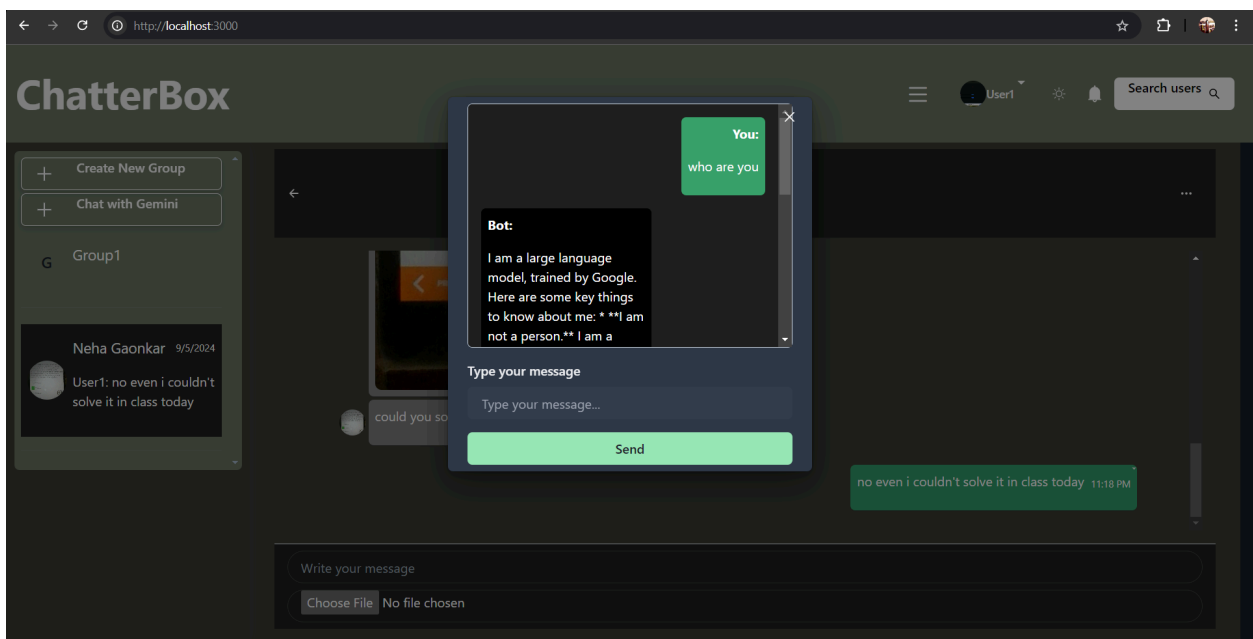 http://localhost:3000
ChatterBox
User1
Search users
Create New Group
Chat with Gemini
G
Group1
Neha Gaonkar 9/5/2024
User1: no even i couldn't
solve it in class today
You:
who are you
Bot:
I am a large language
model, trained by Google.
Here are some key things
to know about me: * **I am
not a person.** I am a
Type your message
Type your message...
Send
could you so
no even i couldn't solve it in class today 11:18 PM
Write your message
Choose File No file chosen